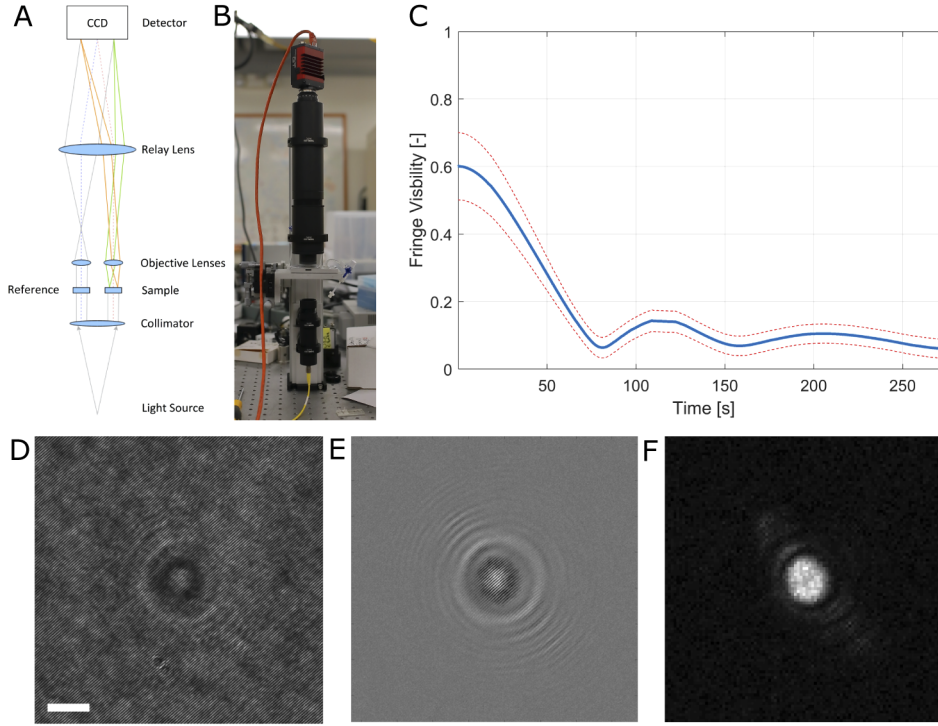 A
CCD
Detector
Relay Lens
Objective Lenses
Reference
Sample
Collimator
Light Source
B
C
Fringe Visbility [-]
1
0.8
0.6
0.4
0.2
0
50
100
150
200
250
Time [s]
D
E
F